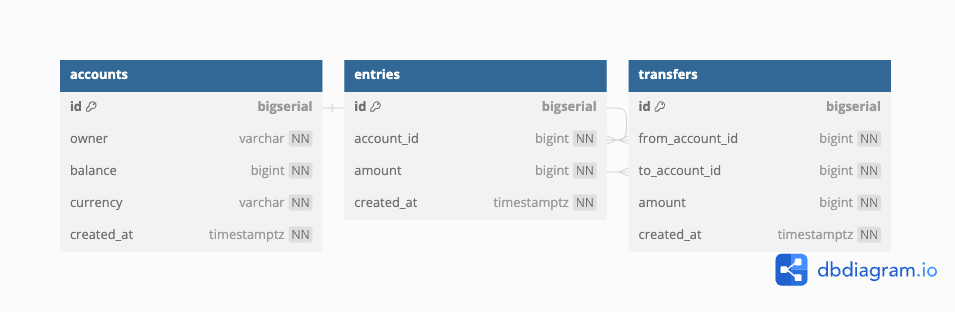 accounts
id bigserial
owner varchar NN
balance bigint NN
currency varchar NN
created_at timestamptz NN
entries
id bigserial
account_id bigint NN
amount bigint NN
created_at timestamptz NN
transfers
id bigserial
from_account_id bigint NN
to_account_id bigint NN
amount bigint NN
created_at timestamptz NN
dbdiagram.io